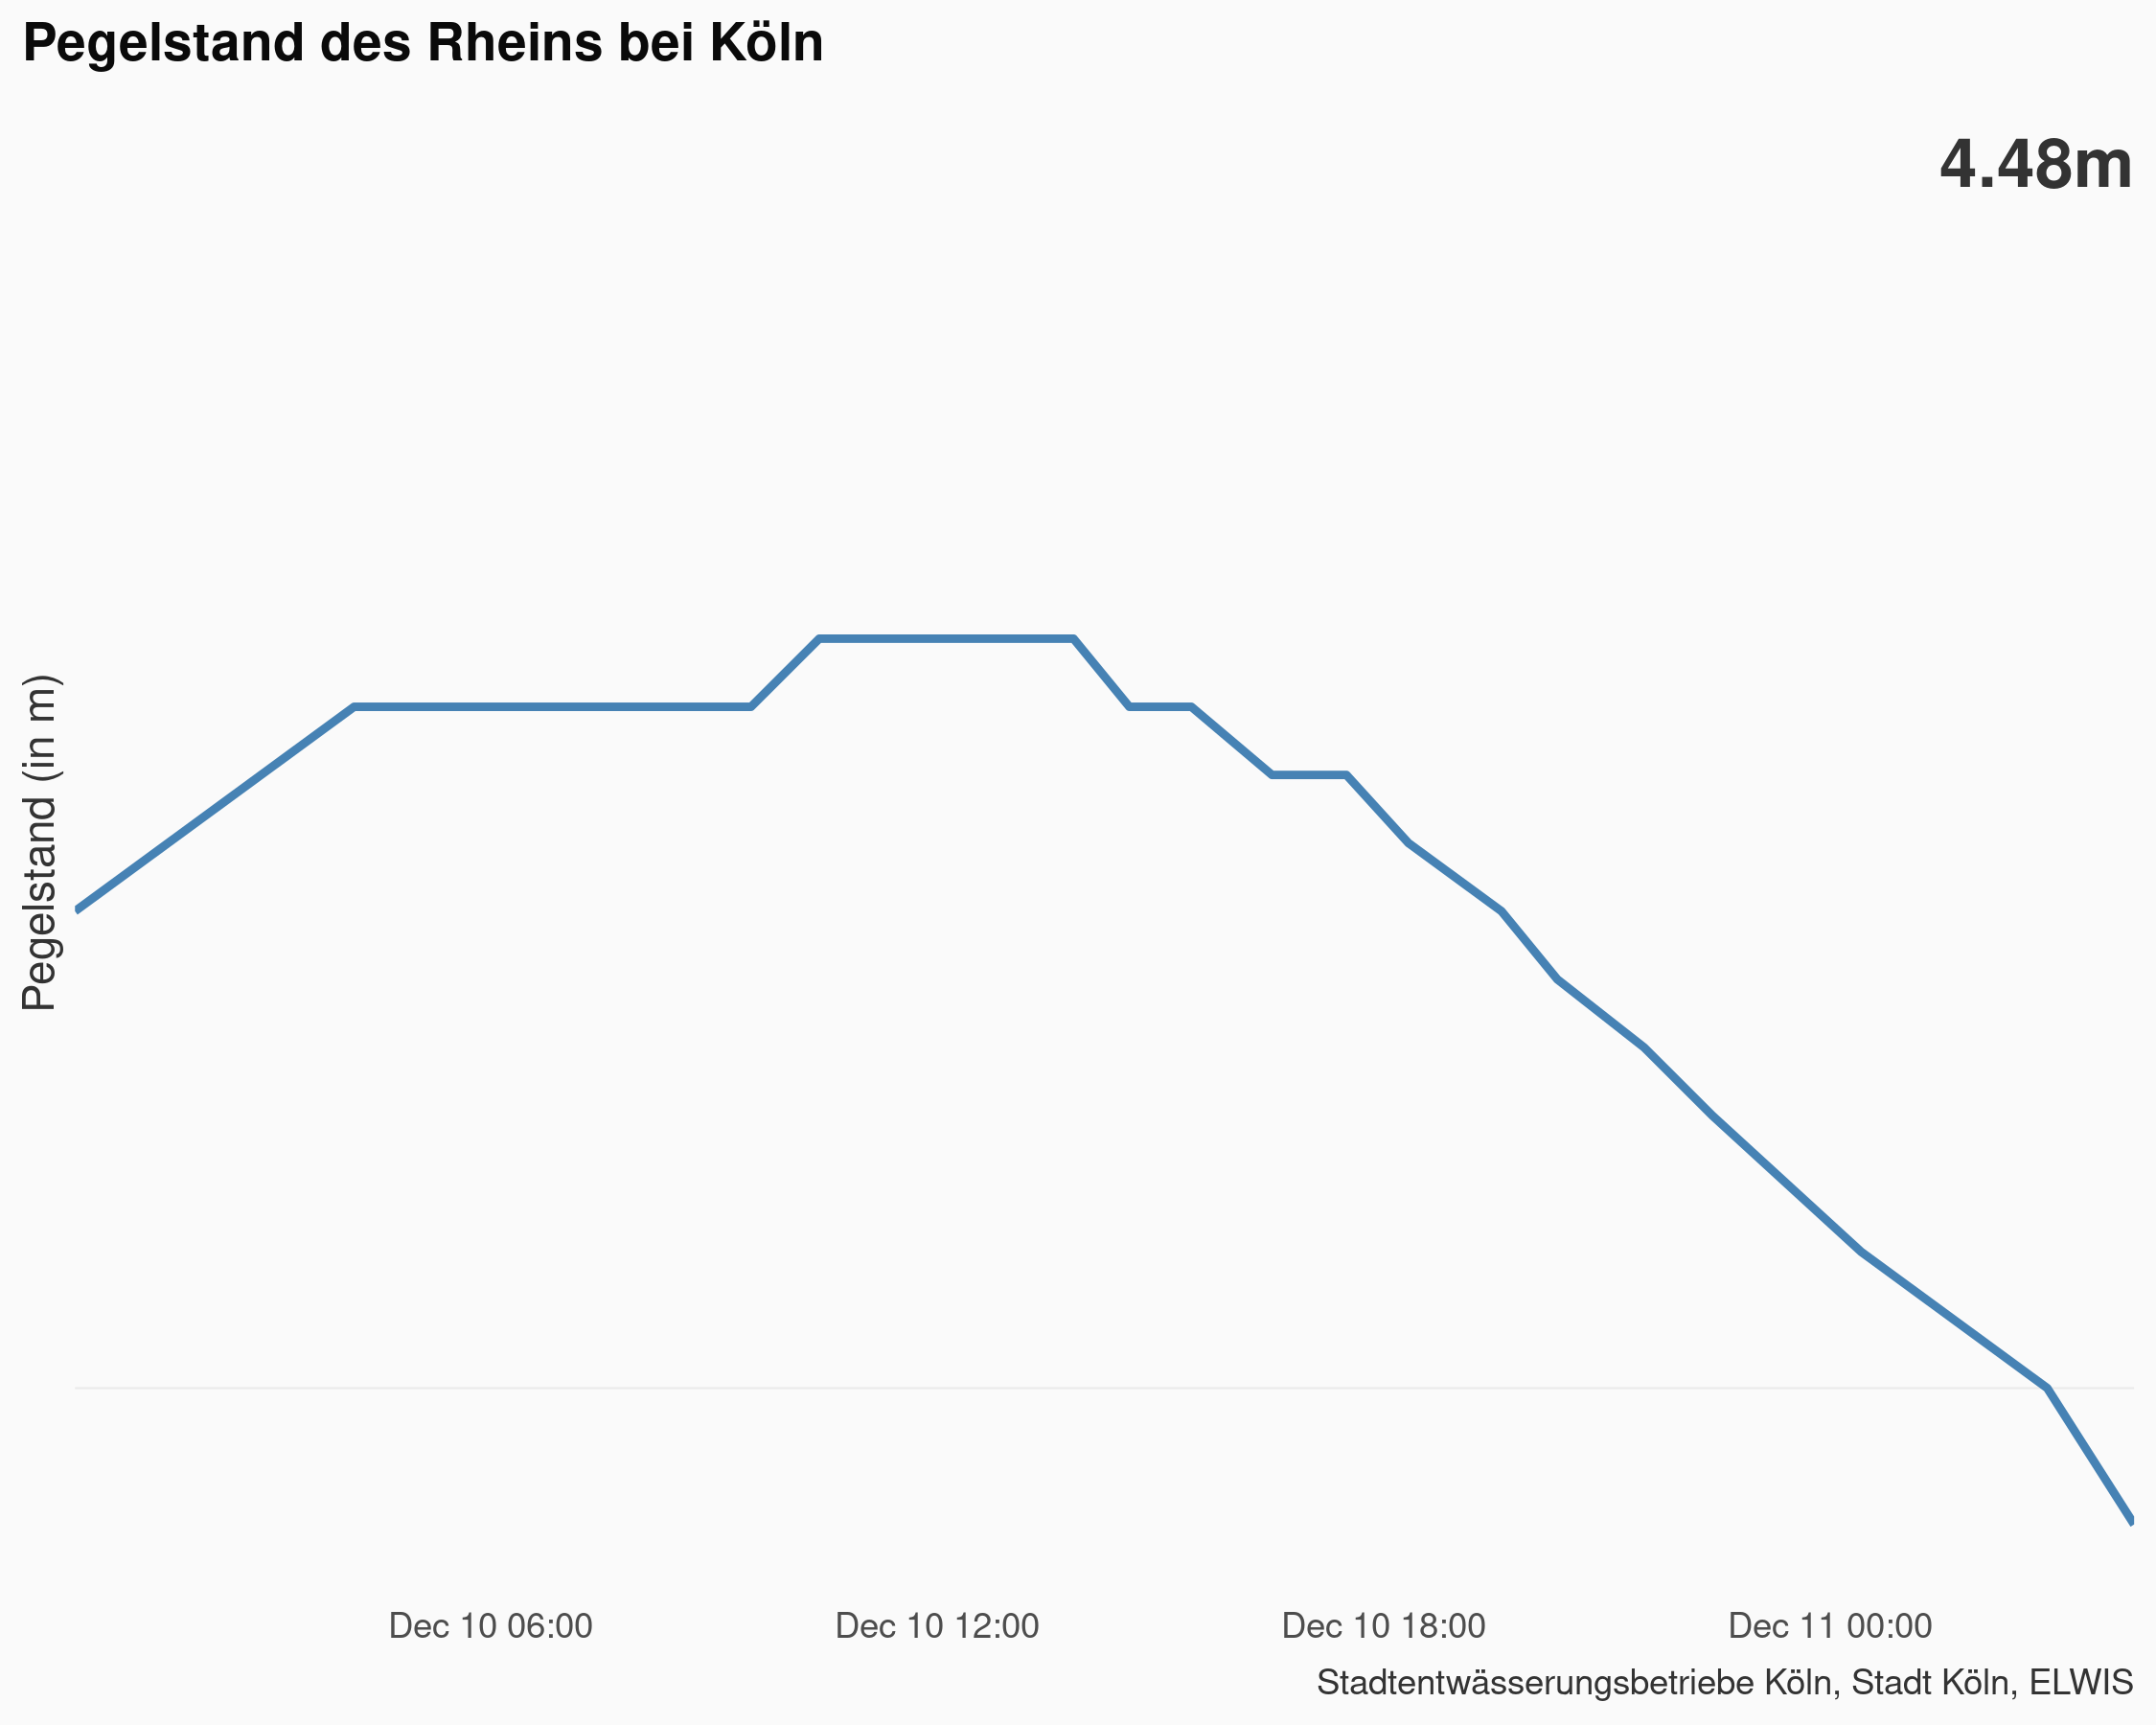 Pegelstand des Rheins bei Köln
4.48m
Pegelstand (in m)
Dec 10 06:00
Dec 10 12:00
Dec 10 18:00
Dec 11 00:00
Stadtentwässerungsbetriebe Köln, Stadt Köln, ELWIS